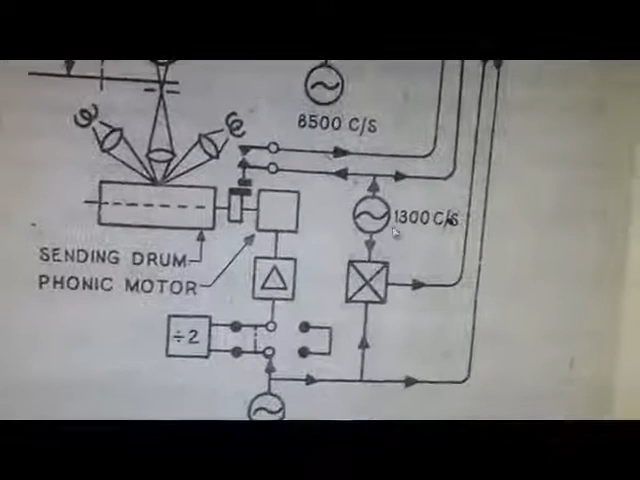 8500 C/S
1300 C/S
SENDING DRUM
PHONIC MOTOR
÷2